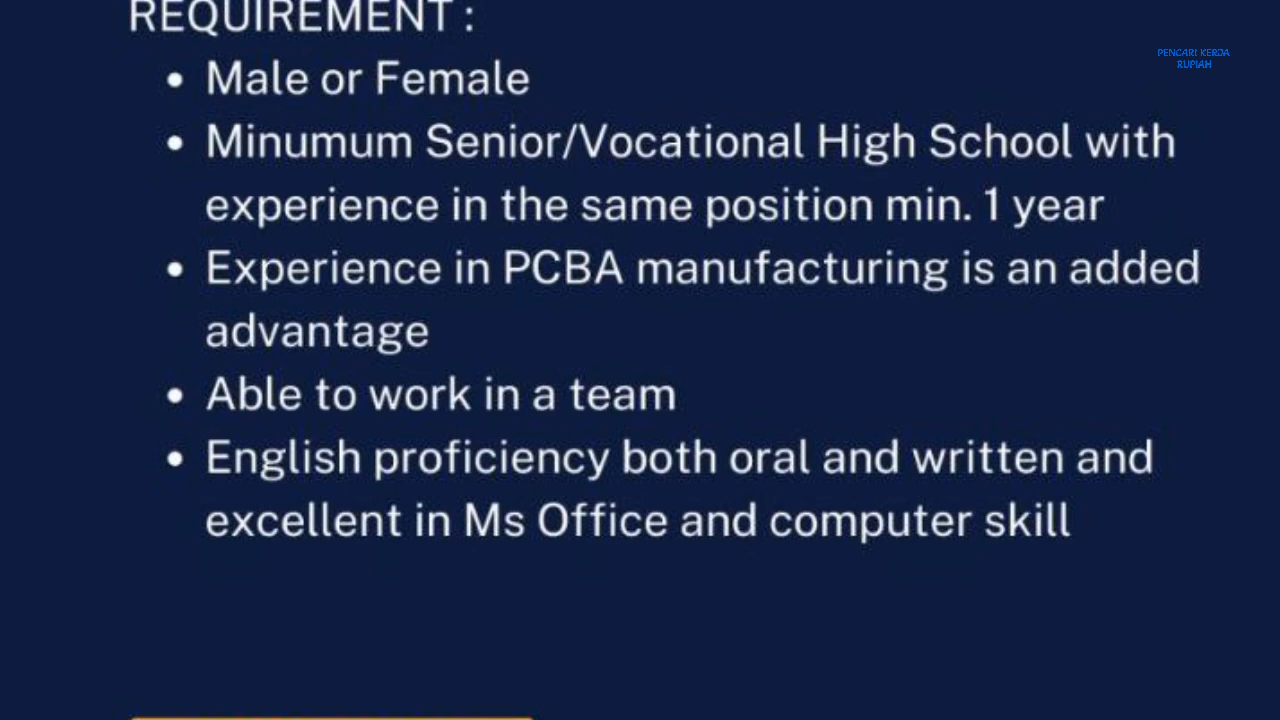 REQUIREMENT :
PENCARI KERJA
RUPIAH
• Male or Female
• Minumum Senior/Vocational High School with
experience in the same position min. 1 year
• Experience in PCBA manufacturing is an added
advantage
• Able to work in a team
• English proficiency both oral and written and
excellent in Ms Office and computer skill